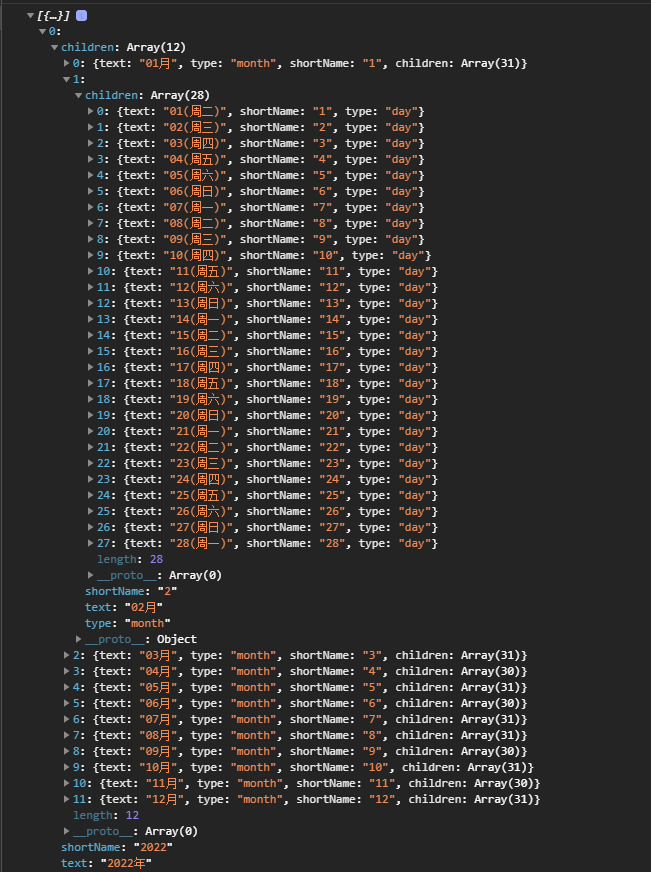 [{…}] i
0:
children: Array(12)
0: {text: "01月", type: "month", shortName: "1", children: Array(31)}
1:
children: Array(28)
0: {text: "01(周二)", shortName: "1", type: "day"}
1: {text: "02(周三)", shortName: "2", type: "day"}
2: {text: "03(周四)", shortName: "3", type: "day"}
3: {text: "04(周五)", shortName: "4", type: "day"}
4: {text: "05(周六)", shortName: "5", type: "day"}
5: {text: "06(周日)", shortName: "6", type: "day"}
6: {text: "07(周一)", shortName: "7", type: "day"}
7: {text: "08(周二)", shortName: "8", type: "day"}
8: {text: "09(周三)", shortName: "9", type: "day"}
9: {text: "10(周四)", shortName: "10", type: "day"}
10: {text: "11(周五)", shortName: "11", type: "day"}
11: {text: "12(周六)", shortName: "12", type: "day"}
12: {text: "13(周日)", shortName: "13", type: "day"}
13: {text: "14(周一)", shortName: "14", type: "day"}
14: {text: "15(周二)", shortName: "15", type: "day"}
15: {text: "16(周三)", shortName: "16", type: "day"}
16: {text: "17(周四)", shortName: "17", type: "day"}
17: {text: "18(周五)", shortName: "18", type: "day"}
18: {text: "19(周六)", shortName: "19", type: "day"}
19: {text: "20(周日)", shortName: "20", type: "day"}
20: {text: "21(周一)", shortName: "21", type: "day"}
21: {text: "22(周二)", shortName: "22", type: "day"}
22: {text: "23(周三)", shortName: "23", type: "day"}
23: {text: "24(周四)", shortName: "24", type: "day"}
24: {text: "25(周五)", shortName: "25", type: "day"}
25: {text: "26(周六)", shortName: "26", type: "day"}
26: {text: "27(周日)", shortName: "27", type: "day"}
27: {text: "28(周一)", shortName: "28", type: "day"}
length: 28
__proto__: Array(0)
shortName: "2"
text: "02月"
type: "month"
__proto__: Object
2: {text: "03月", type: "month", shortName: "3", children: Array(31)}
3: {text: "04月", type: "month", shortName: "4", children: Array(30)}
4: {text: "05月", type: "month", shortName: "5", children: Array(31)}
5: {text: "06月", type: "month", shortName: "6", children: Array(30)}
6: {text: "07月", type: "month", shortName: "7", children: Array(31)}
7: {text: "08月", type: "month", shortName: "8", children: Array(31)}
8: {text: "09月", type: "month", shortName: "9", children: Array(30)}
9: {text: "10月", type: "month", shortName: "10", children: Array(31)}
10: {text: "11月", type: "month", shortName: "11", children: Array(30)}
11: {text: "12月", type: "month", shortName: "12", children: Array(31)}
length: 12
__proto__: Array(0)
shortName: "2022"
text: "2022年"